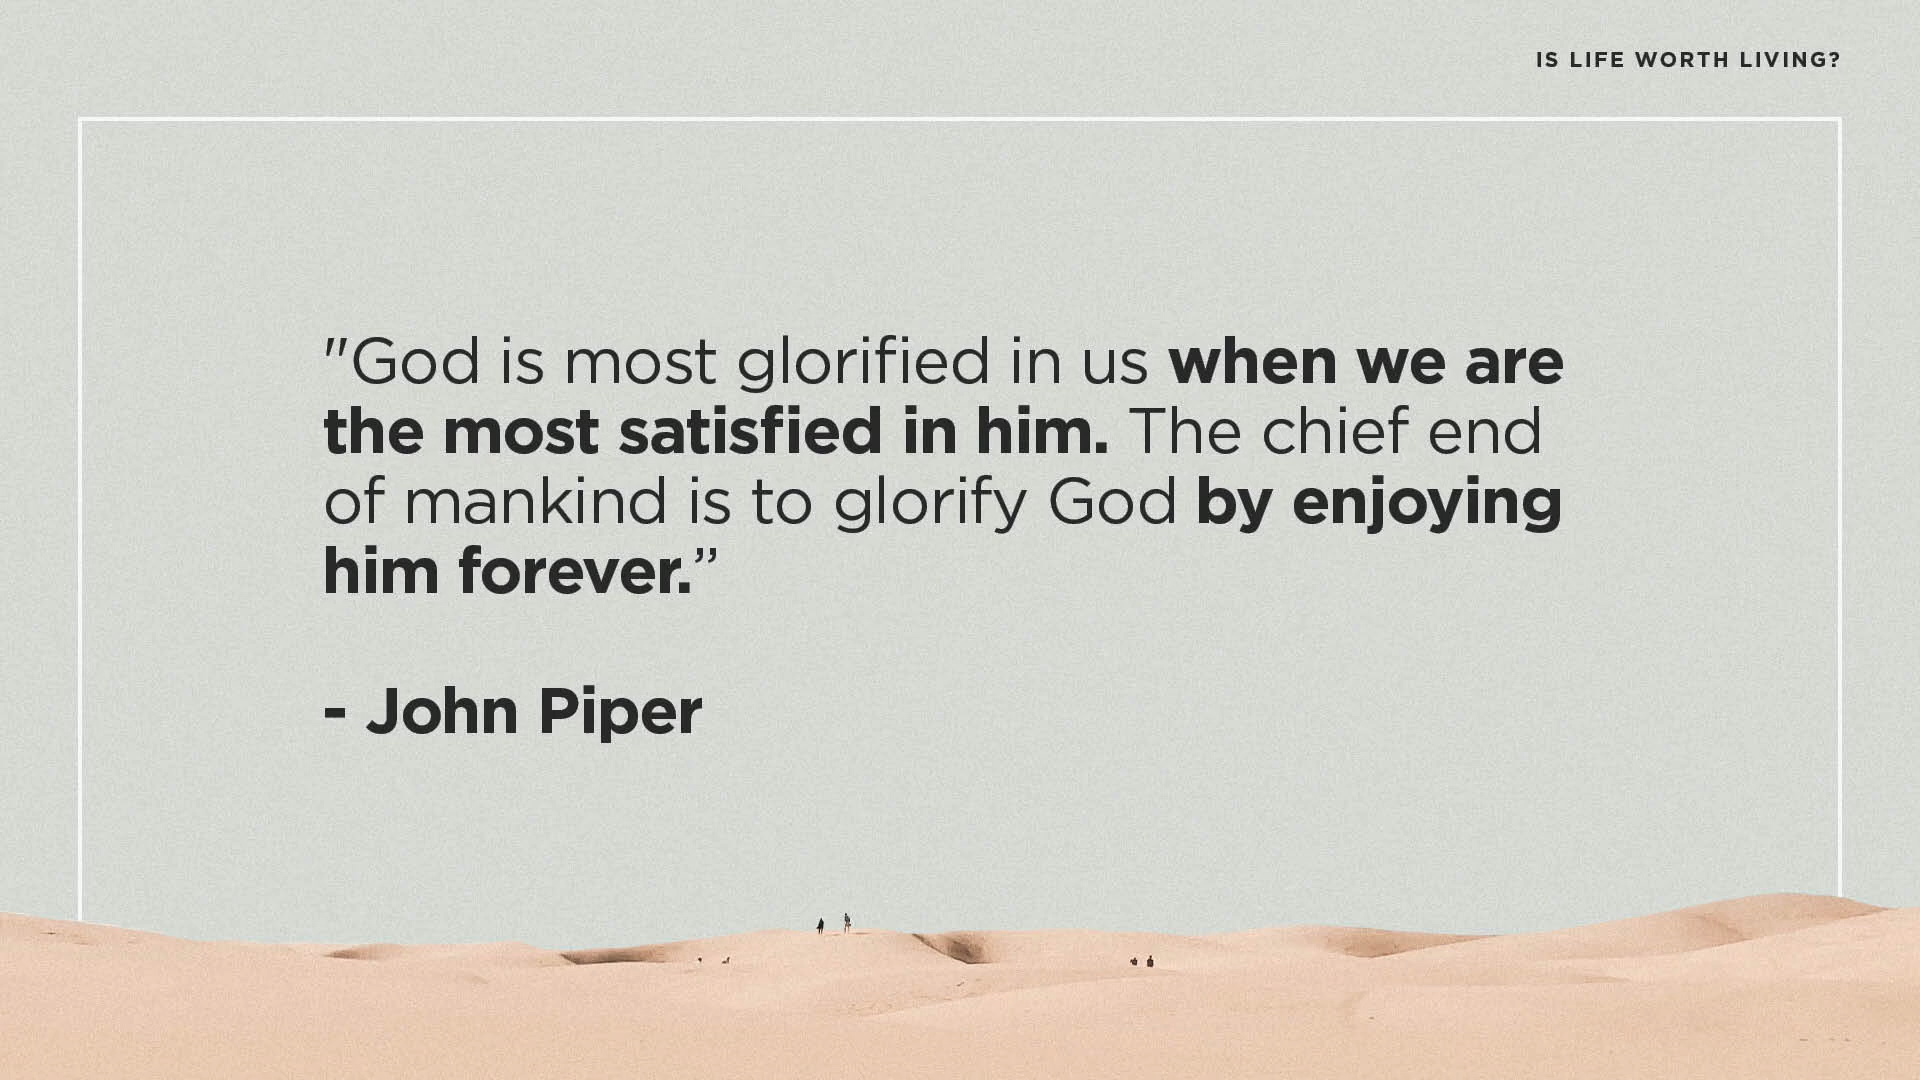 IS LIFE WORTH LIVING?
"God is most glorified in us when we are
the most satisfied in him. The chief end
of mankind is to glorify God by enjoying
him forever.”
- John Piper